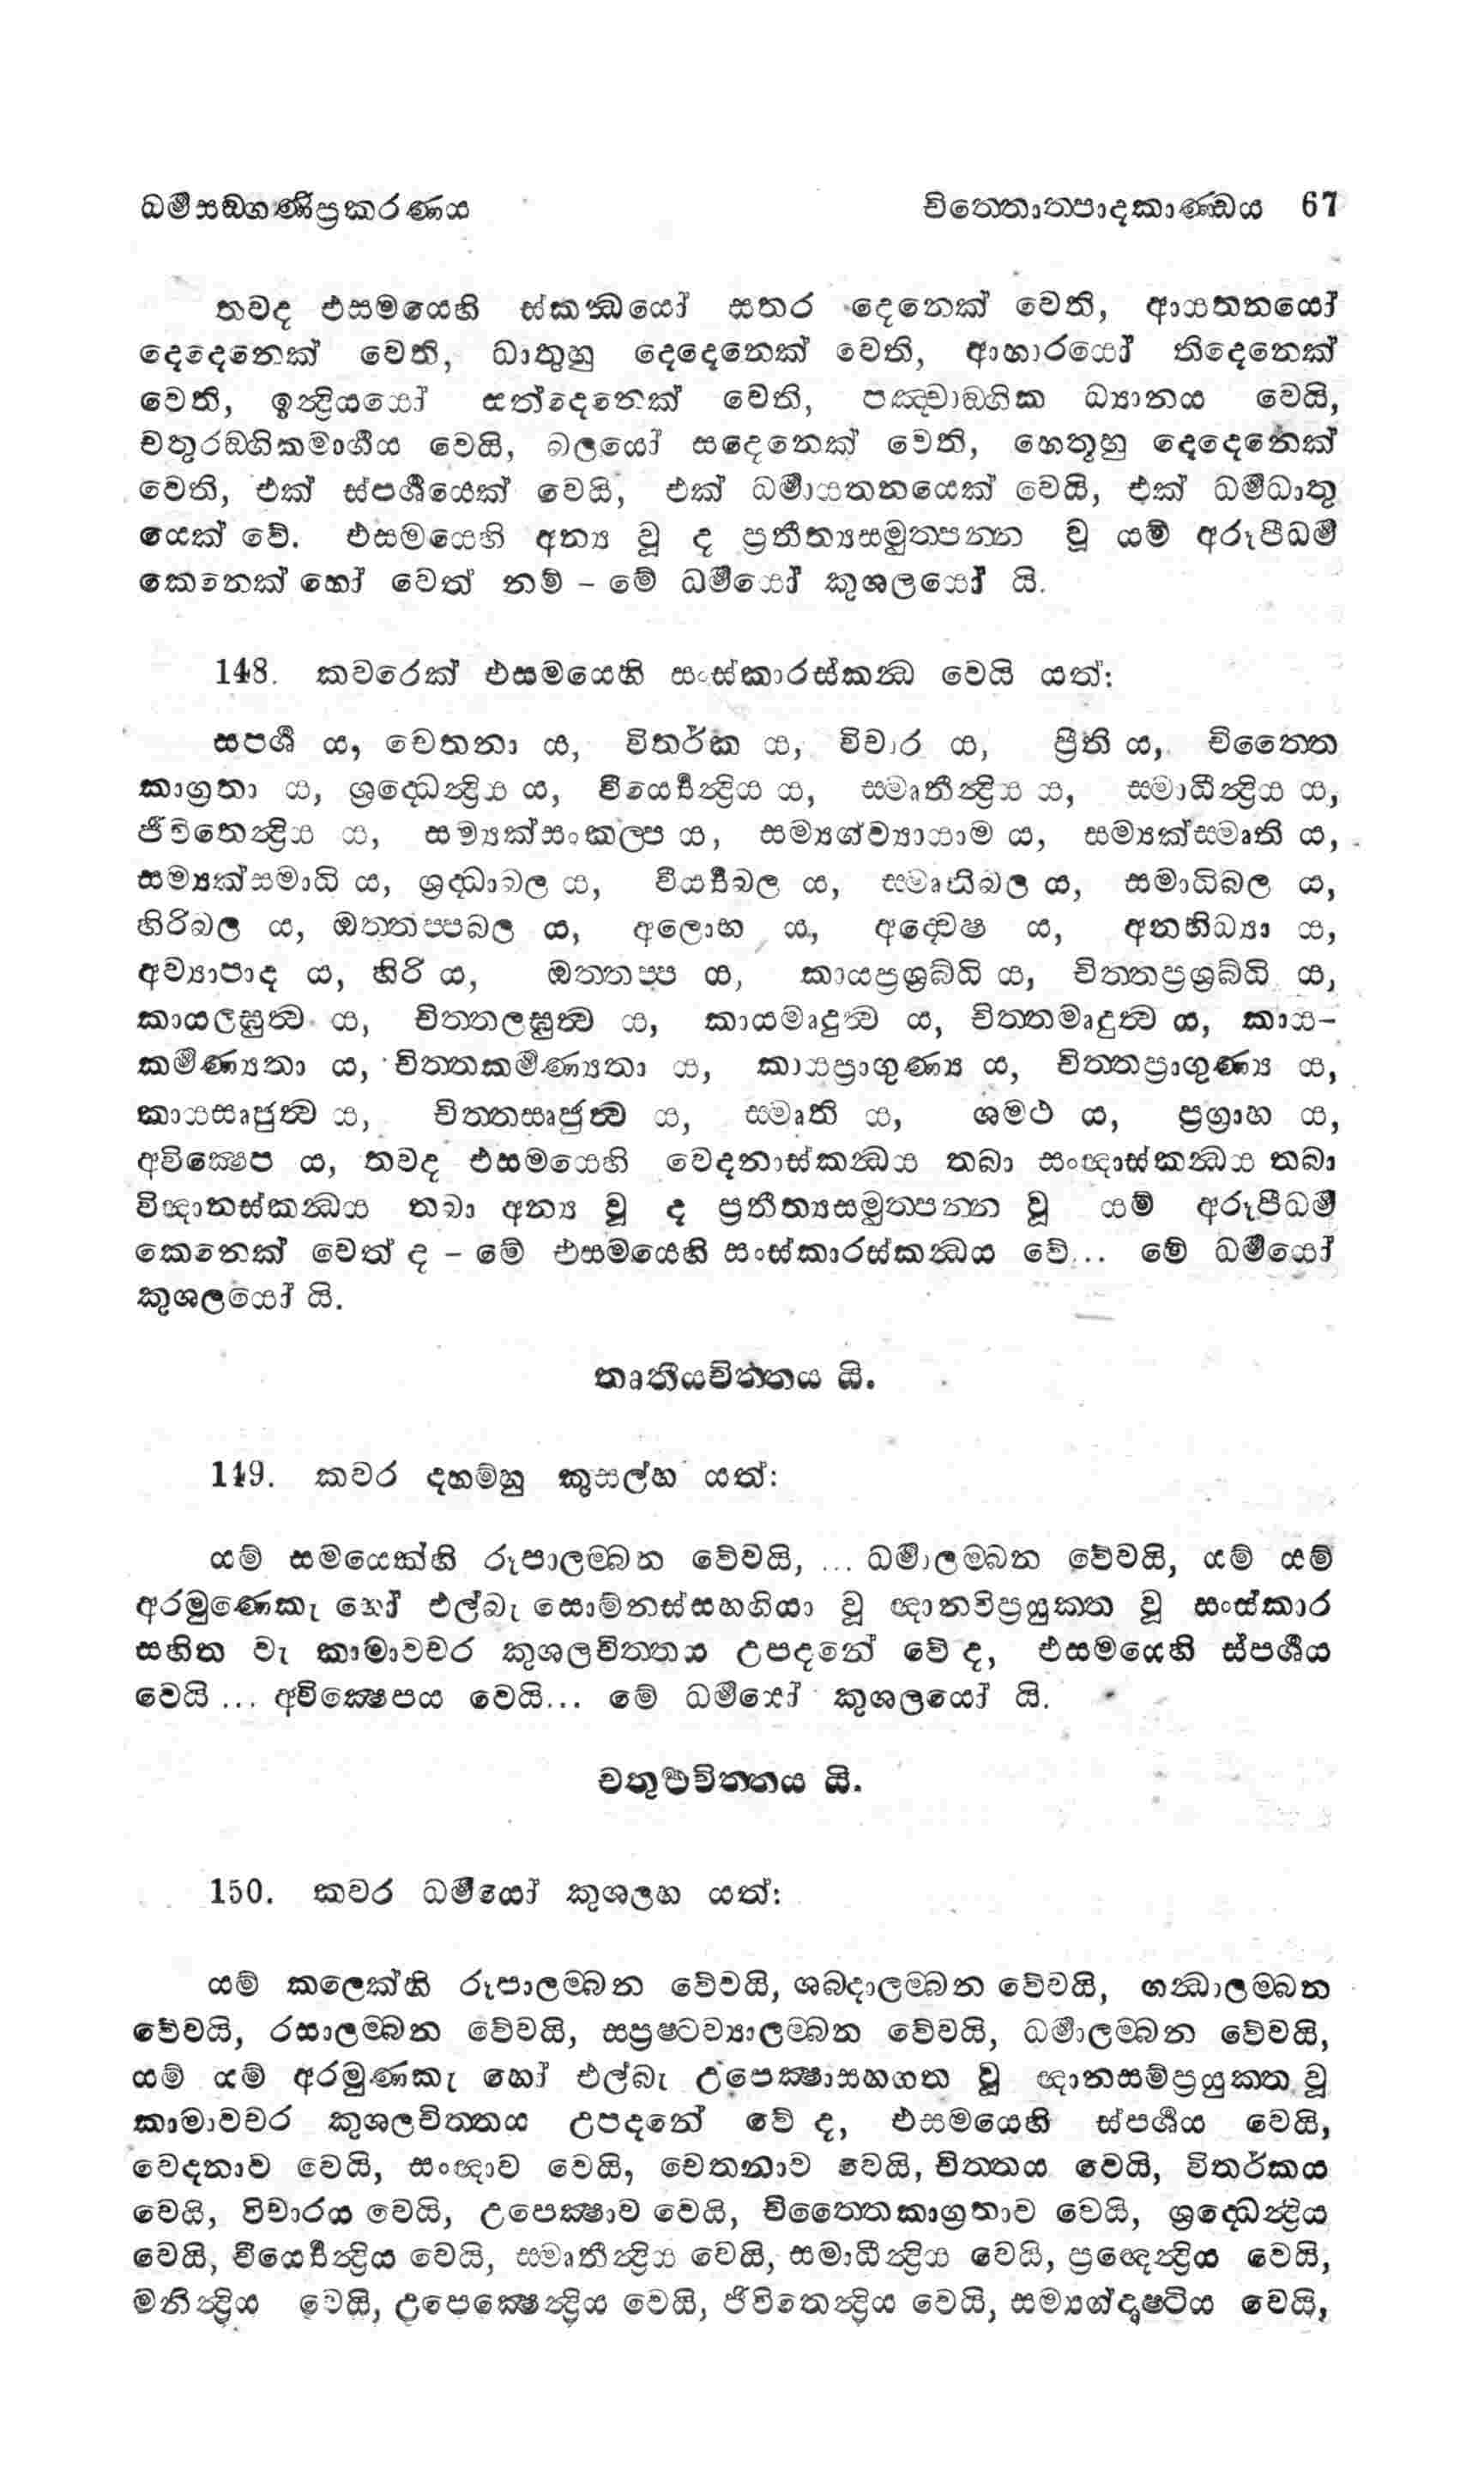 ධර්මසඞ්ගණිප්‍රකරණය චිත්තොත්පාදකාණ්ඩය 67
තවද එසමයෙහි ස්කන්‍ධයෝ සතර දෙනෙක් වෙති, ආයතනයෝ
දෙදෙනෙක් වෙති, ධාතුහු දෙදෙනෙක් වෙති, ආහාරයෝ තිදෙනෙක්
වෙති, ඉන්‍ද්‍රියයෝ සත්දෙනෙක් වෙති, පඤ්චාඞ්ගික ධ්‍යානය වෙයි,
චතුරඞ්ගිකමාර්ගය වෙයි, බලයෝ සදෙනෙක් වෙති, හෙතූහු දෙදෙනෙක්
වෙති, එක් ස්පර්ශයෙක් වෙයි, එක් ධර්මායතනයෙක් වෙයි, එක් ධර්මධාතු
යෙක් වේ. එසමයෙහි අන්‍ය වූ ද ප්‍රතීත්‍යසමුත්පන්න වූ යම් අරූපීධර්ම
කෙනෙක් හෝ වෙත් නම් – මේ ධර්මයෝ කුශලයෝ යි.
148. කවරෙක් එසමයෙහි සංස්කාරස්කන්‍ධ වෙයි යත්:
සපර්ශ ය, චෙතනා ය, විතර්ක ය, විචාර ය, ප්‍රීති ය, චිත්තෛ
කාග්‍රතා ය, ශ්‍රද්ධෙන්‍ද්‍රිය ය, වීර්‍ය්‍යෙන්‍ද්‍රිය ය, සමෘතීන්‍ද්‍රිය ය, සමාධීන්‍ද්‍රිය ය,
ජීවිතෙන්‍ද්‍රිය ය, සම්‍යක්සංකල්ප ය, සම්‍යග්ව්‍යායාම ය, සම්‍යක්සමෘති ය,
සම්‍යක්සමාධි ය, ශ්‍රද්ධාබල ය, වීර්‍ය්‍යබල ය, සමෘතිබල ය, සමාධිබල ය,
හිරිබල ය, ඔත්තප්පබල ය, අලොභ ය, අද්වෙෂ ය, අනභිධ්‍යා ය,
අව්‍යාපාද ය, හිරි ය, ඔත්තප්ප ය, කායප්‍රශ්‍රබ්ධි ය, චිත්තප්‍රශ්‍රබ්ධි ය,
කායලඝුත්‍ව ය, චිත්තලඝුත්‍ව ය, කායමෘදුත්‍ව ය, චිත්තමෘදුත්‍ව ය, කාය-
කර්මණ්‍යතා ය, චිත්තකර්මණ්‍යතා ය, කායප්‍රාගුණ්‍ය ය, චිත්තප්‍රාගුණ්‍ය ය,
කායසෘජුත්‍ව ය, චිත්තසෘජුත්‍ව ය, සමෘති ය, ශමථ ය, ප්‍රග්‍රාහ ය,
අවික්‍ෂෙප ය, තවද එසමයෙහි වෙදනාස්කන්‍ධය තබා සංඥාස්කන්‍ධය තබා
විඥානස්කන්‍ධය තබා අන්‍ය වූ ද ප්‍රතීත්‍යසමුත්පන්න වූ යම් අරූපීධර්ම
කෙනෙක් වෙත් ද – මේ එසමයෙහි සංස්කාරස්කන්‍ධය වේ... මේ ධර්මයෝ
කුශලයෝ යි.
තෘතීයචිත්තය යි.
149. කවර දහම්හු කුසල්හ යත්:
යම් සමයෙක්හි රූපාලම්බන වේවයි, ... ධර්මාලම්බන වේවයි, යම් යම්
අරමුණෙකැ හෝ එල්බැ සොම්නස්සහගියා වූ ඥානවිප්‍රයුක්ත වූ සංස්කාර
සහිත වැ කාමාවචර කුශලචිත්තය උපදනේ වේ ද, එසමයෙහි ස්පර්ශය
වෙයි ... අවික්‍ෂෙපය වෙයි... මේ ධර්මයෝ කුශලයෝ යි.
චතුර්ථචිත්තය යි.
150. කවර ධර්මයෝ කුශලහ යත්:
යම් කලෙක්හි රූපාලම්බන වේවයි, ශබ්දාලම්බන වේවයි, ගන්‍ධාලම්බන
වේවයි, රසාලම්බන වේවයි, සප්‍රෂ්ටව්‍යාලම්බන වේවයි, ධර්මාලම්බන වේවයි,
යම් යම් අරමුණකැ හෝ එල්බැ උපෙක්‍ෂාසහගත වූ ඥානසම්ප්‍රයුක්ත වූ
කාමාවචර කුශලචිත්තය උපදනේ වේ ද, එසමයෙහි ස්පර්ශය වෙයි,
වෙදනාව වෙයි, සංඥාව වෙයි, චෙතනාව වෙයි, චිත්තය වෙයි, විතර්කය
වෙයි, විචාරය වෙයි, උපෙක්‍ෂාව වෙයි, චිත්තෛකාග්‍රතාව වෙයි, ශ්‍රද්ධෙන්‍ද්‍රිය
වෙයි, වීර්‍ය්‍යෙන්‍ද්‍රිය වෙයි, සමෘතීන්‍ද්‍රිය වෙයි, සමාධීන්‍ද්‍රිය වෙයි, ප්‍රඥෙන්‍ද්‍රිය වෙයි,
මනින්‍ද්‍රිය වෙයි, උපෙක්‍ෂෙන්‍ද්‍රිය වෙයි, ජීවිතෙන්‍ද්‍රිය වෙයි, සම්‍යග්දෘෂ්ටිය වෙයි,